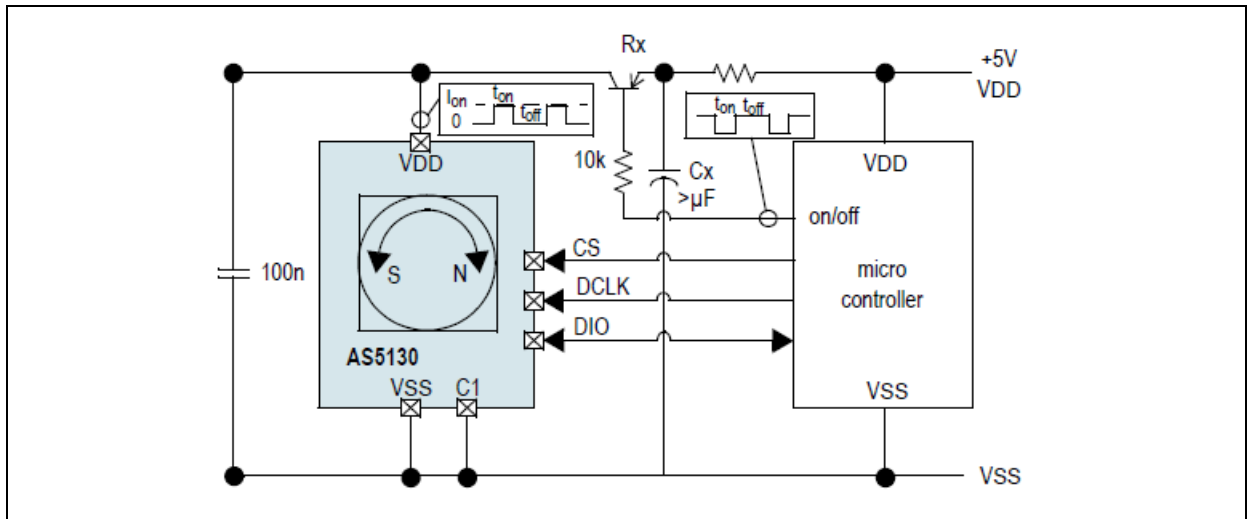 Rx
+5V
VDD
Ion
ton
toff
0
ton toff
VDD
10k
Cx
>µF
VDD
on/off
CS
100n
S
N
micro
controller
DCLK
DIO
AS5130
VSS
C1
VSS
VSS